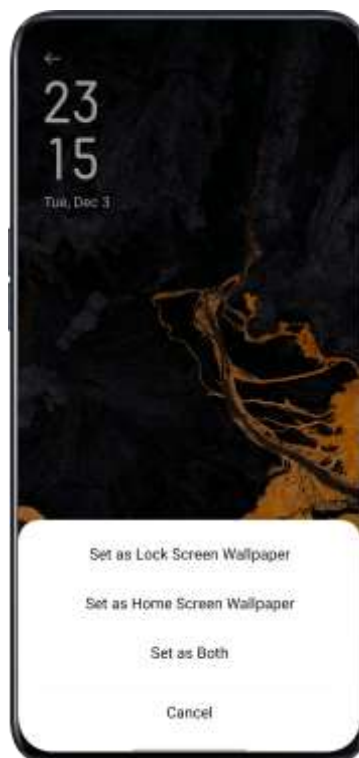 23
15
Tue, Dec 3
Set as Lock Screen Wallpaper
Set as Home Screen Wallpaper
Set as Both
Cancel